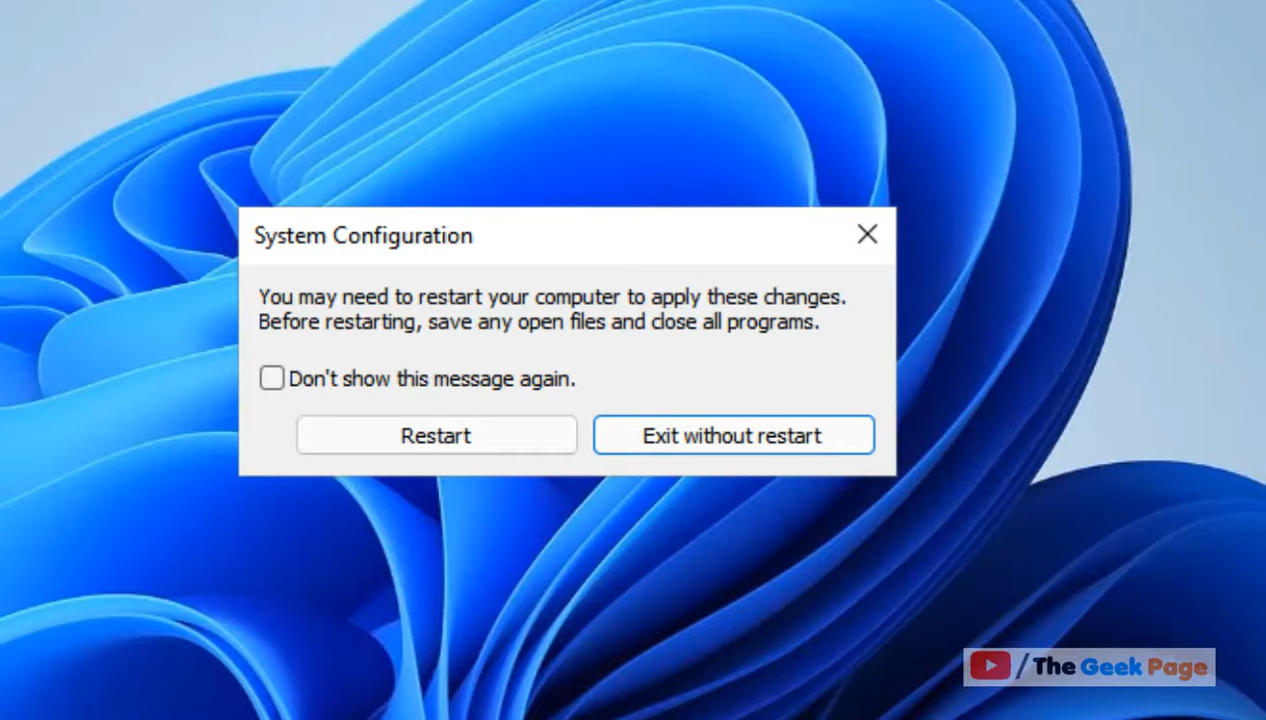 System Configuration
You may need to restart your computer to apply these changes.
Before restarting, save any open files and close all programs.
Don't show this message again.
Restart
Exit without restart
/The Geek Page